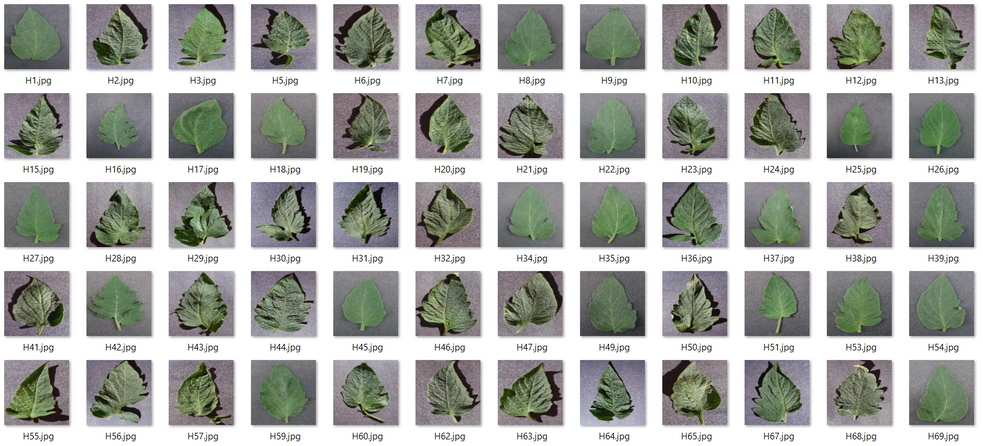 H1.jpg H2.jpg H3.jpg H5.jpg H6.jpg H7.jpg H8.jpg H9.jpg H10.jpg H11.jpg H12.jpg H13.jpg
H15.jpg H16.jpg H17.jpg H18.jpg H19.jpg H20.jpg H21.jpg H22.jpg H23.jpg H24.jpg H25.jpg H26.jpg
H27.jpg H28.jpg H29.jpg H30.jpg H31.jpg H32.jpg H34.jpg H35.jpg H36.jpg H37.jpg H38.jpg H39.jpg
H41.jpg H42.jpg H43.jpg H44.jpg H45.jpg H46.jpg H47.jpg H49.jpg H50.jpg H51.jpg H53.jpg H54.jpg
H55.jpg H56.jpg H57.jpg H59.jpg H60.jpg H62.jpg H63.jpg H64.jpg H65.jpg H67.jpg H68.jpg H69.jpg